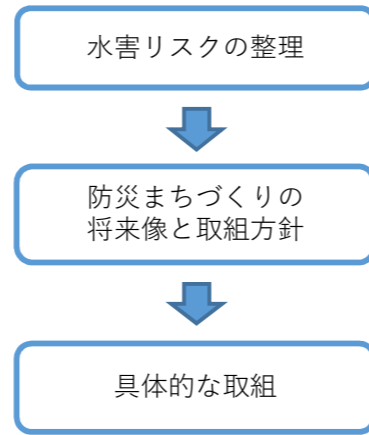 水害リスクの整理
防災まちづくりの
将来像と取組方針
具体的な取組